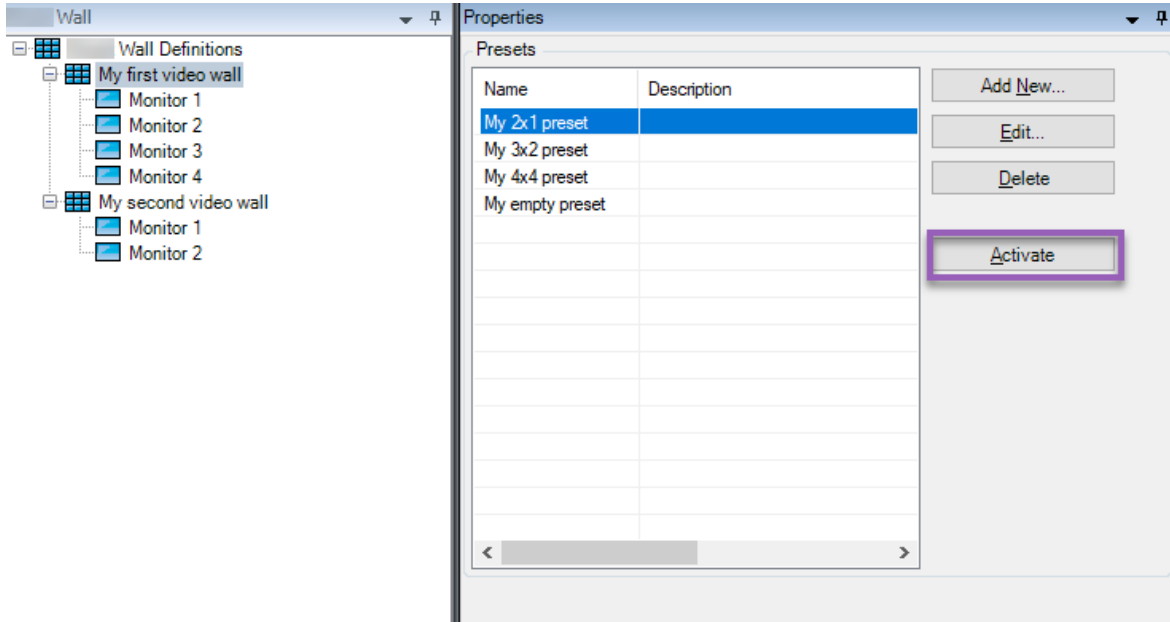 Wall
Wall Definitions
My first video wall
Monitor 1
Monitor 2
Monitor 3
Monitor 4
My second video wall
Monitor 1
Monitor 2
Properties
Presets
Name Description
My 2x1 preset
My 3x2 preset
My 4x4 preset
My empty preset
Add New...
Edit...
Delete
Activate